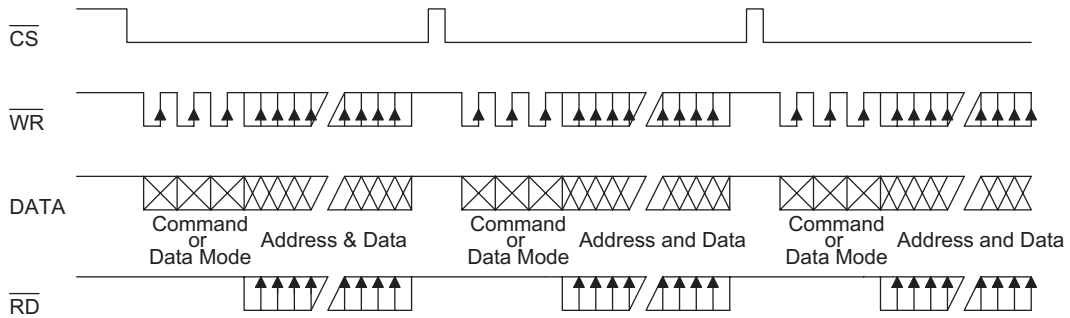 CS
WR
DATA
Command
or
Data Mode
Address & Data
Command
or
Data Mode
Address and Data
Command
or
Data Mode
Address and Data
RD